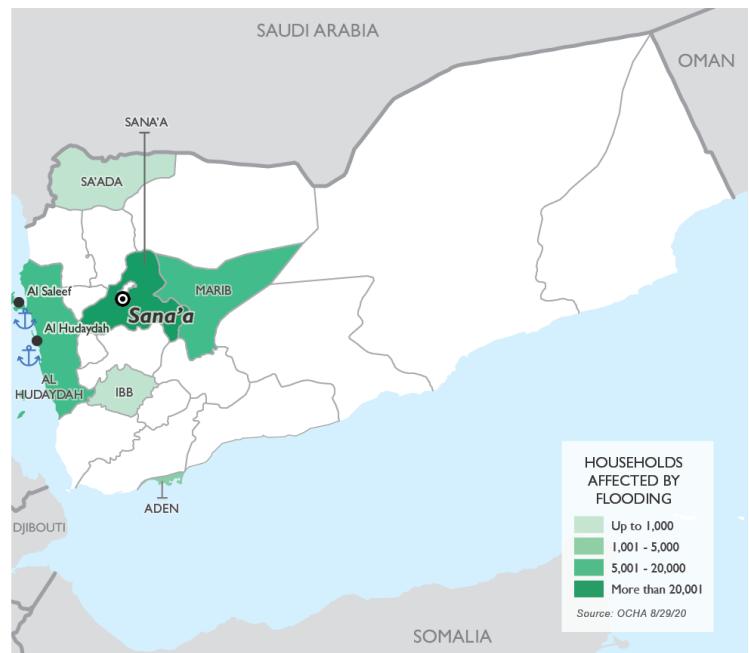 SAUDI ARABIA
OMAN
SANA'A
SA'ADA
MARIB
Al Saleef
Sana'a
Al Hudaydah
AL
HUDAYDAH
IBB
ADEN
DJIBOUTI
SOMALIA
HOUSEHOLDS
AFFECTED BY
FLOODING
Up to 1,000
1,001 - 5,000
5,001 - 20,000
More than 20,001
Source: OCHA 8/29/20